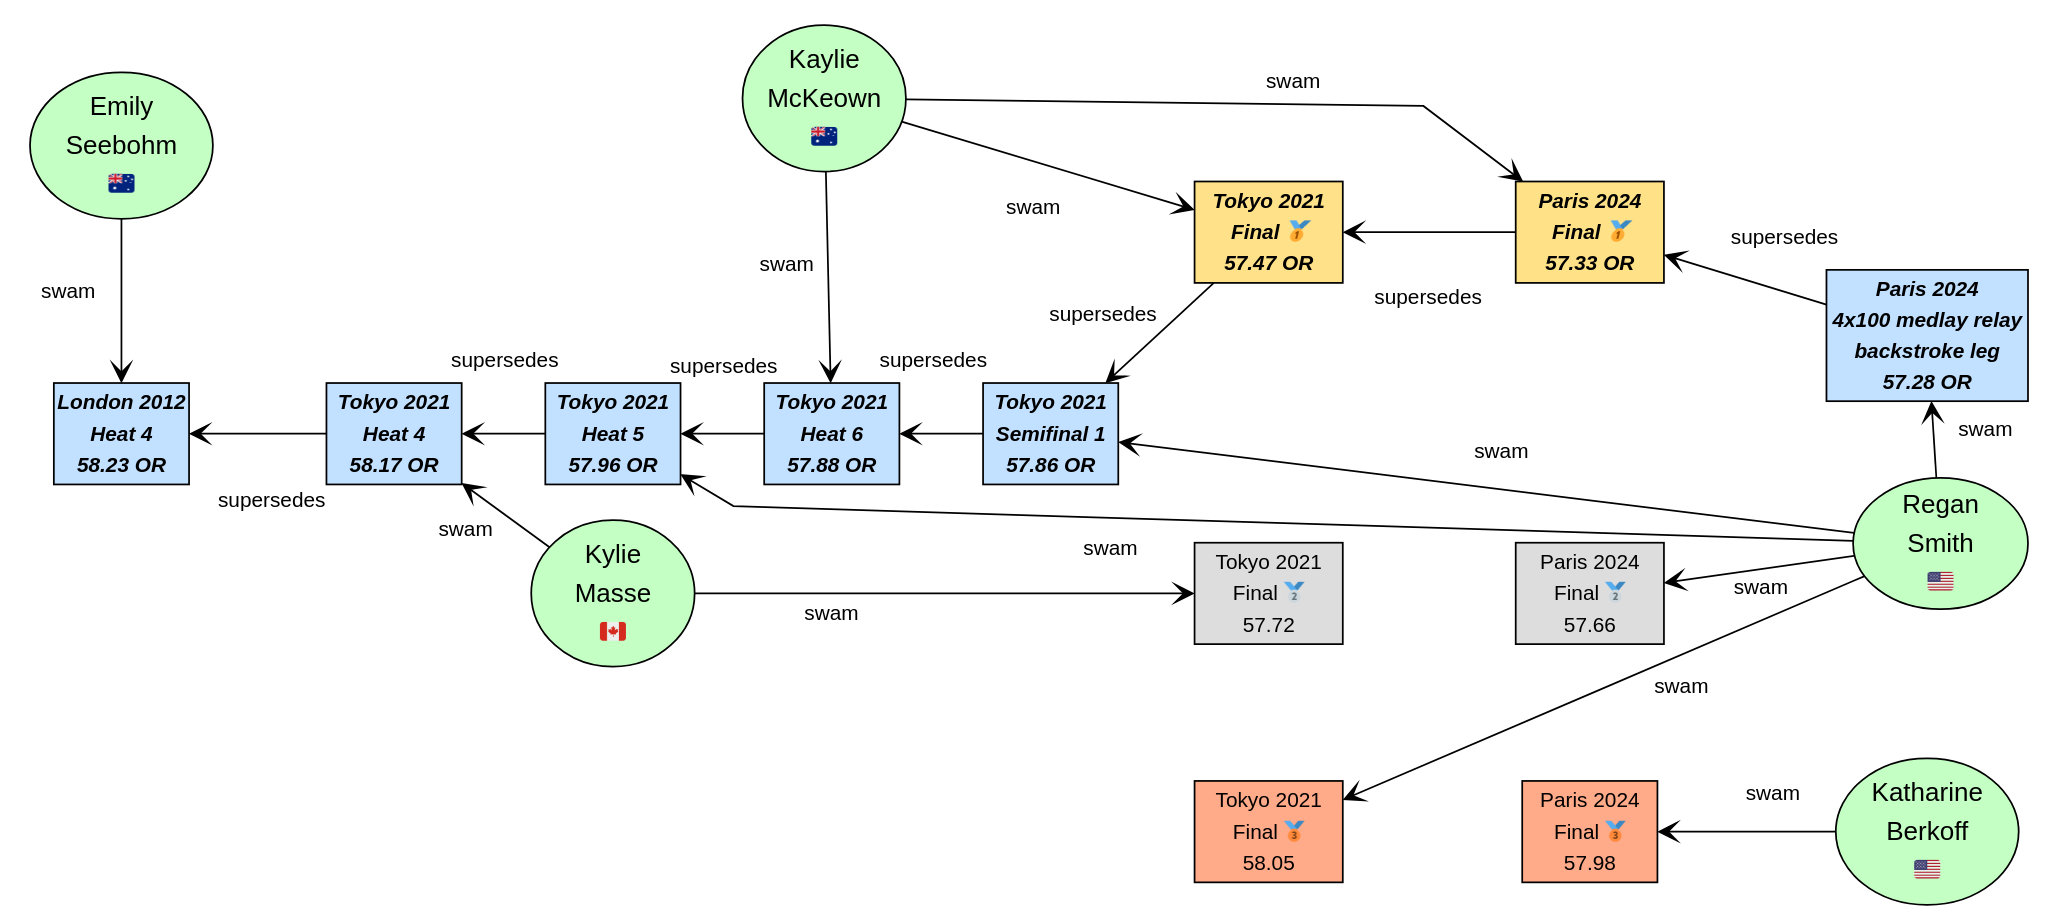 Kaylie
McKeown
Emily
Seebohm
swam
swam
swam
swam
swam
Tokyo 2021
Final 🥇
57.47 OR
Paris 2024
Final 🥇
57.33 OR
supersedes
supersedes
supersedes
Paris 2024
4x100 medlay relay
backstroke leg
57.28 OR
supersedes
supersedes
supersedes
London 2012
Heat 4
58.23 OR
Tokyo 2021
Heat 4
58.17 OR
Tokyo 2021
Heat 5
57.96 OR
Tokyo 2021
Heat 6
57.88 OR
Tokyo 2021
Semifinal 1
57.86 OR
supersedes
swam
swam
swam
Regan
Smith
Kylie
Masse
swam
swam
Tokyo 2021
Final 🥈
57.72
Paris 2024
Final 🥈
57.66
swam
swam
Tokyo 2021
Final 🥉
58.05
Paris 2024
Final 🥉
57.98
swam
Katharine
Berkoff